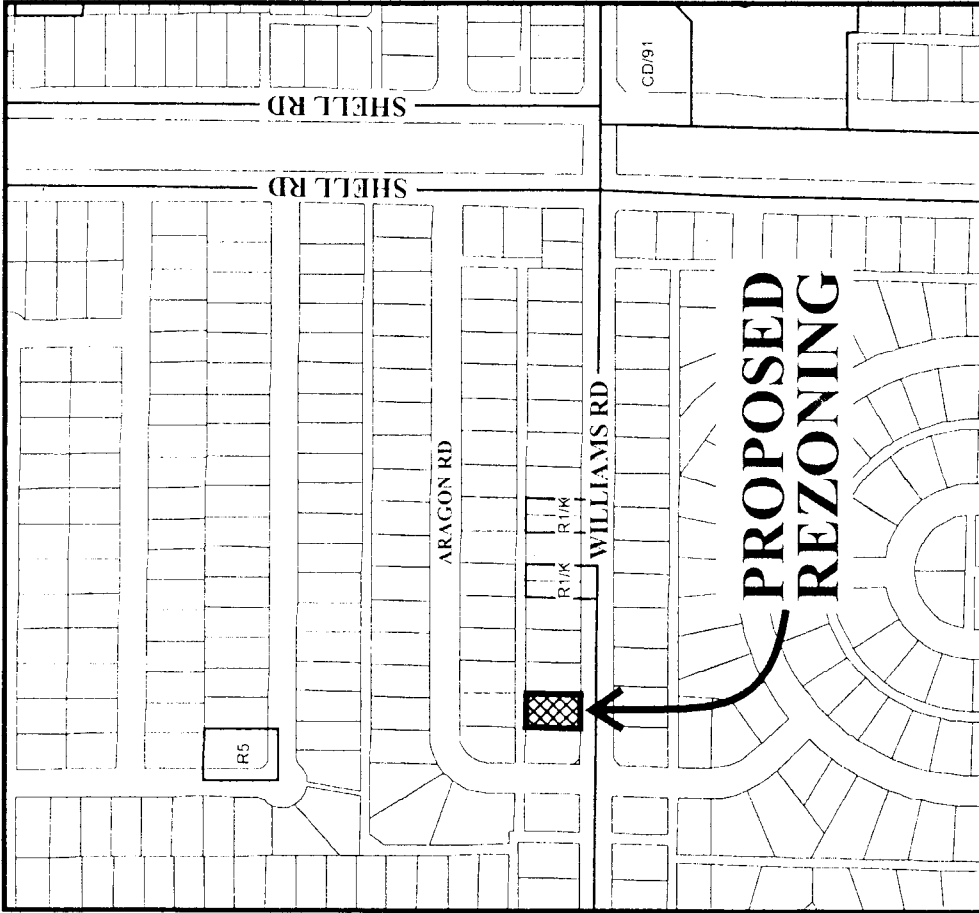 CD/91
SHELL RD
SHELL RD
ARAGON RD
WILLIAMS RD
R1/K
R1/K
R5
PROPOSED
REZONING